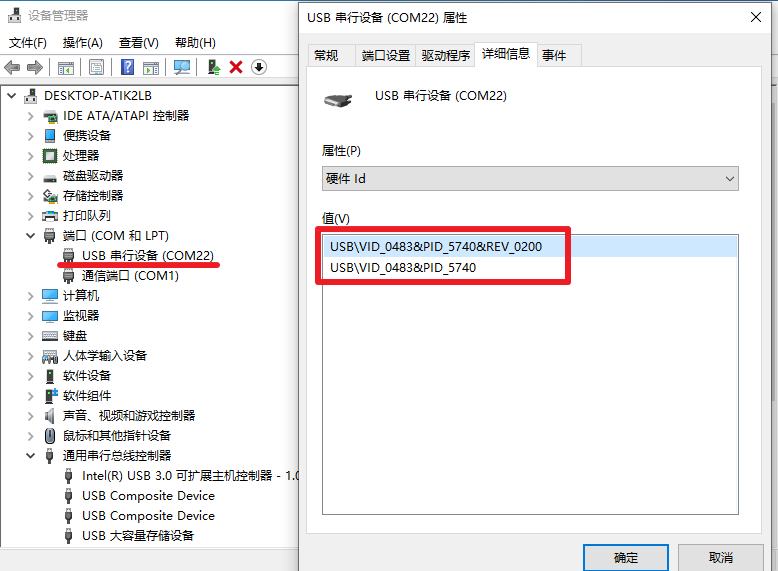 设备管理器
文件(F) 操作(A) 查看(V) 帮助(H)
DESKTOP-ATIK2LB
IDE ATA/ATAPI 控制器
便携设备
处理器
磁盘驱动器
存储控制器
打印队列
端口 (COM 和 LPT)
USB 串行设备 (COM22)
通信端口 (COM1)
计算机
监视器
键盘
人体学输入设备
软件设备
软件组件
声音、视频和游戏控制器
鼠标和其他指针设备
通用串行总线控制器
Intel(R) USB 3.0 可扩展主机控制器 - 1.0
USB Composite Device
USB Composite Device
USB 大容量存储设备
USB 串行设备 (COM22) 属性
常规 端口设置 驱动程序 详细信息 事件
USB 串行设备 (COM22)
属性(P)
硬件 Id
值(V)
USB\VID_0483&PID_5740&REV_0200
USB\VID_0483&PID_5740
确定 取消